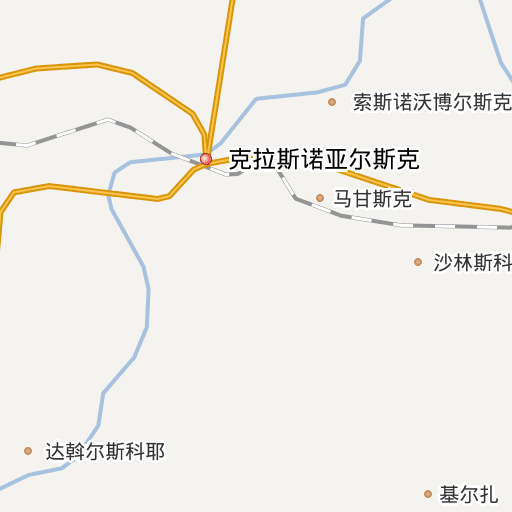 索斯诺沃博尔斯克
克拉斯诺亚尔斯克
马甘斯克
沙林斯科
达斡尔斯科耶
基尔扎